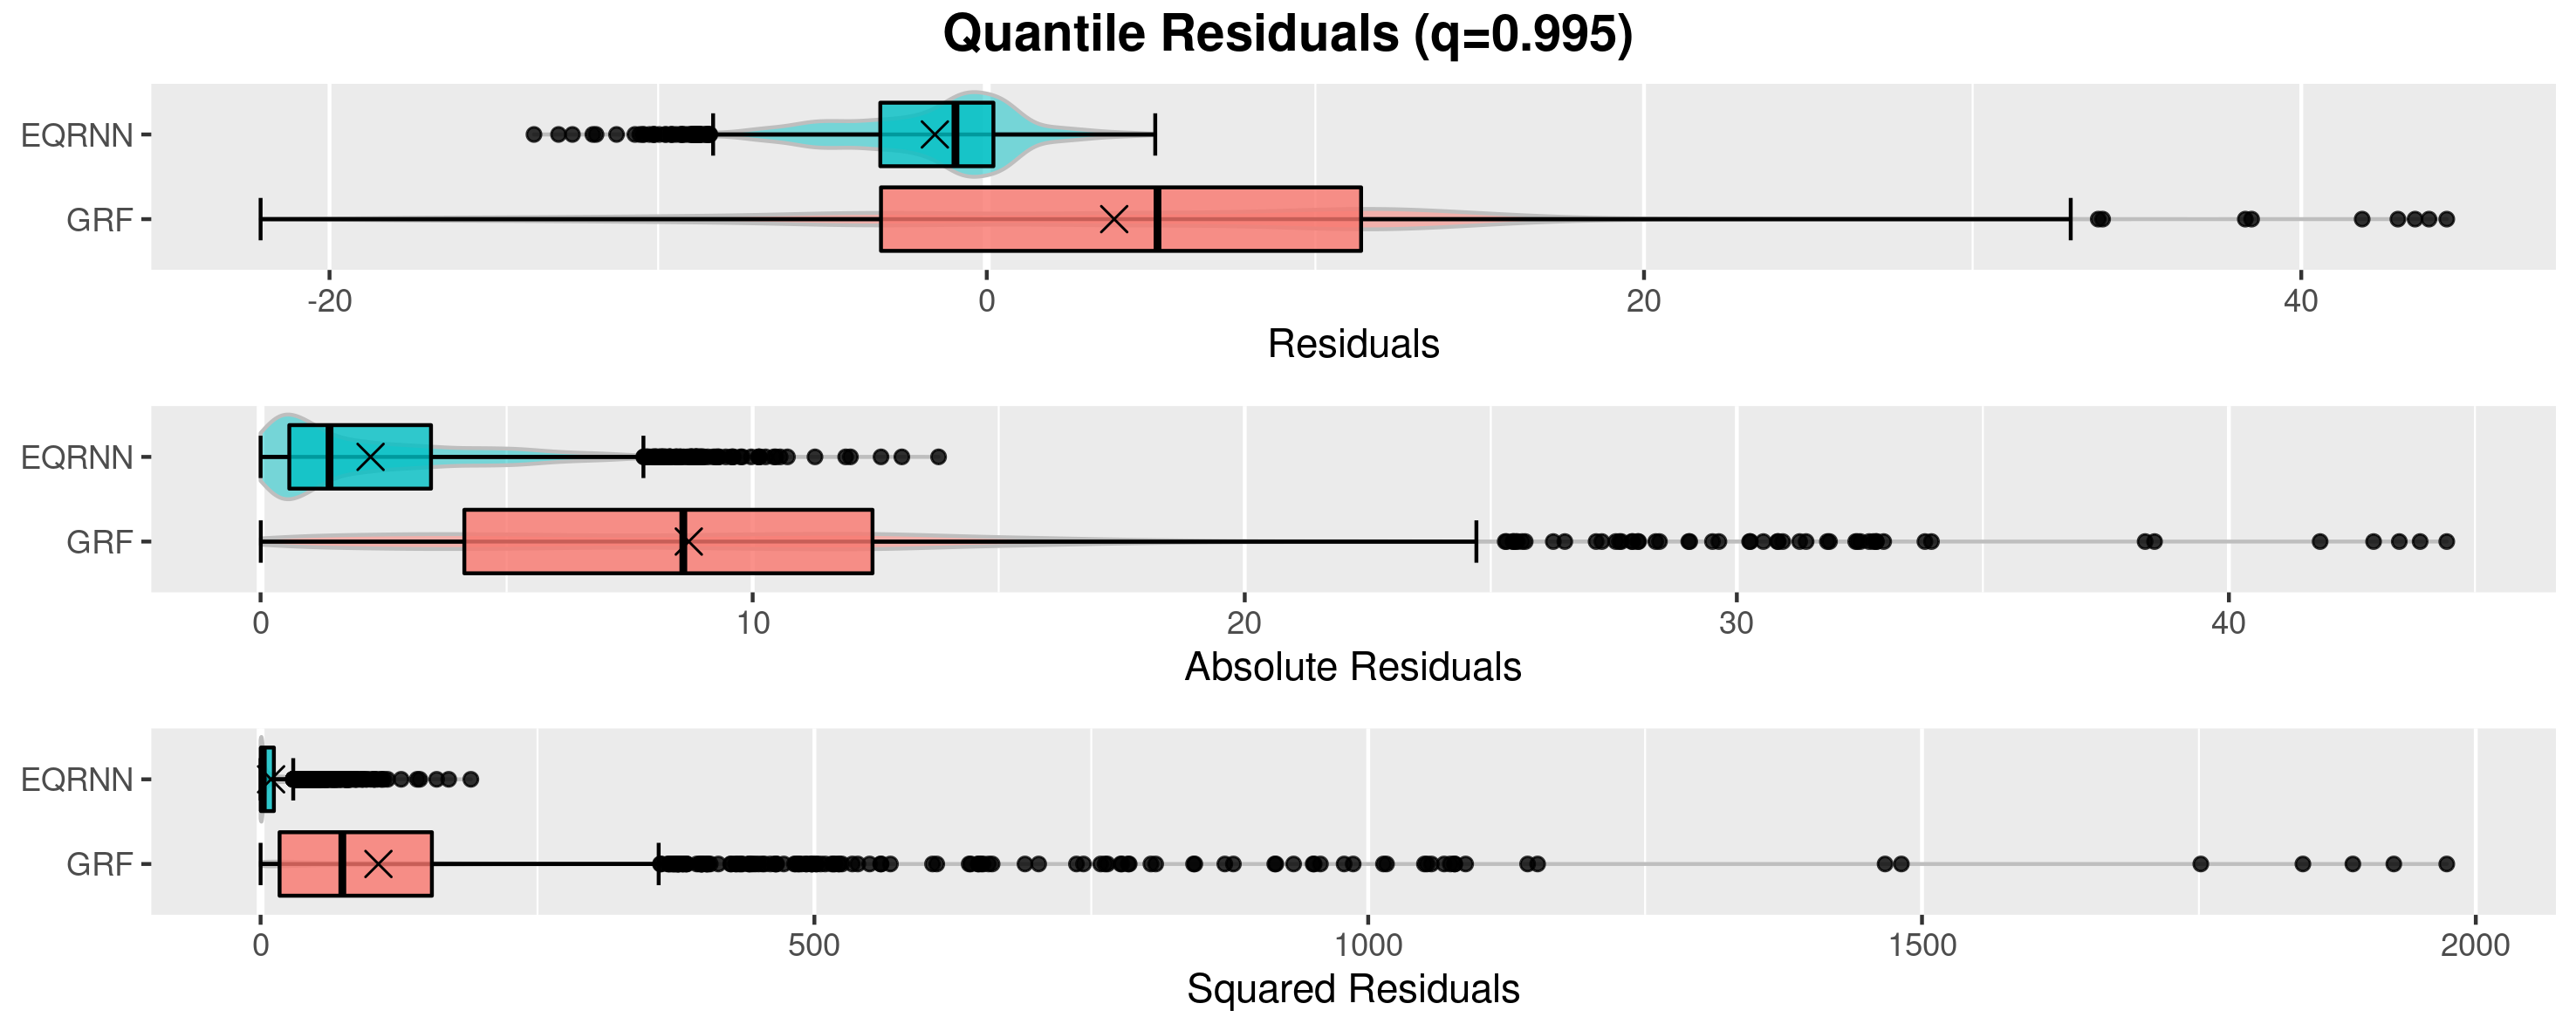 Quantile Residuals (q=0.995)
EQRNN
GRF
-20 0 20 40
Residuals
EQRNN
GRF
0 10 20 30 40
Absolute Residuals
EQRNN
GRF
0 500 1000 1500 2000
Squared Residuals